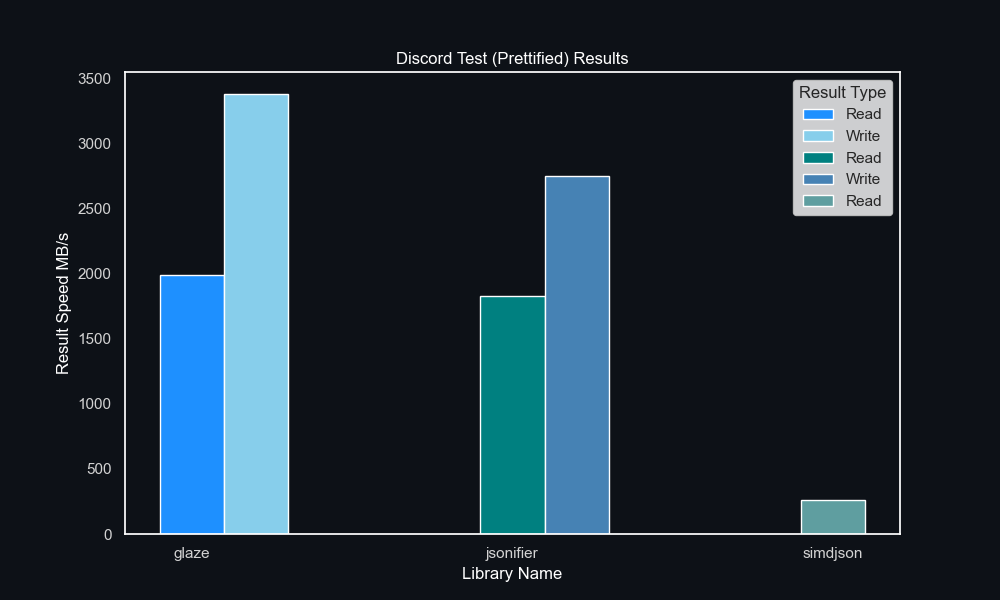 Discord Test (Prettified) Results
Result Speed MB/s
3500
3000
2500
2000
1500
1000
500
0
Result Type
Read
Write
Read
Write
Read
glaze
jsonifier
simdjson
Library Name